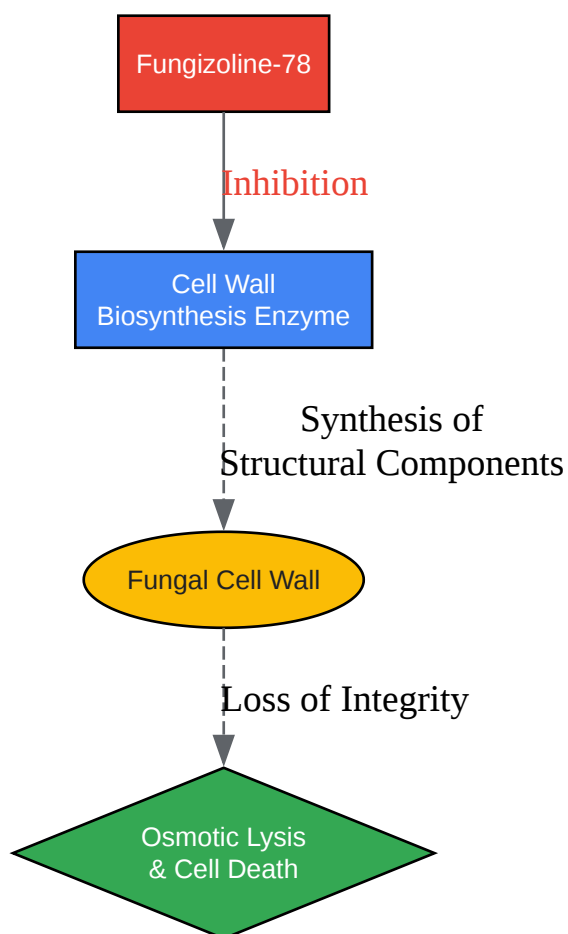 Fungizoline-78
Inhibition
Cell Wall
Biosynthesis Enzyme
Synthesis of
Structural Components
Fungal Cell Wall
Loss of Integrity
Osmotic Lysis
& Cell Death